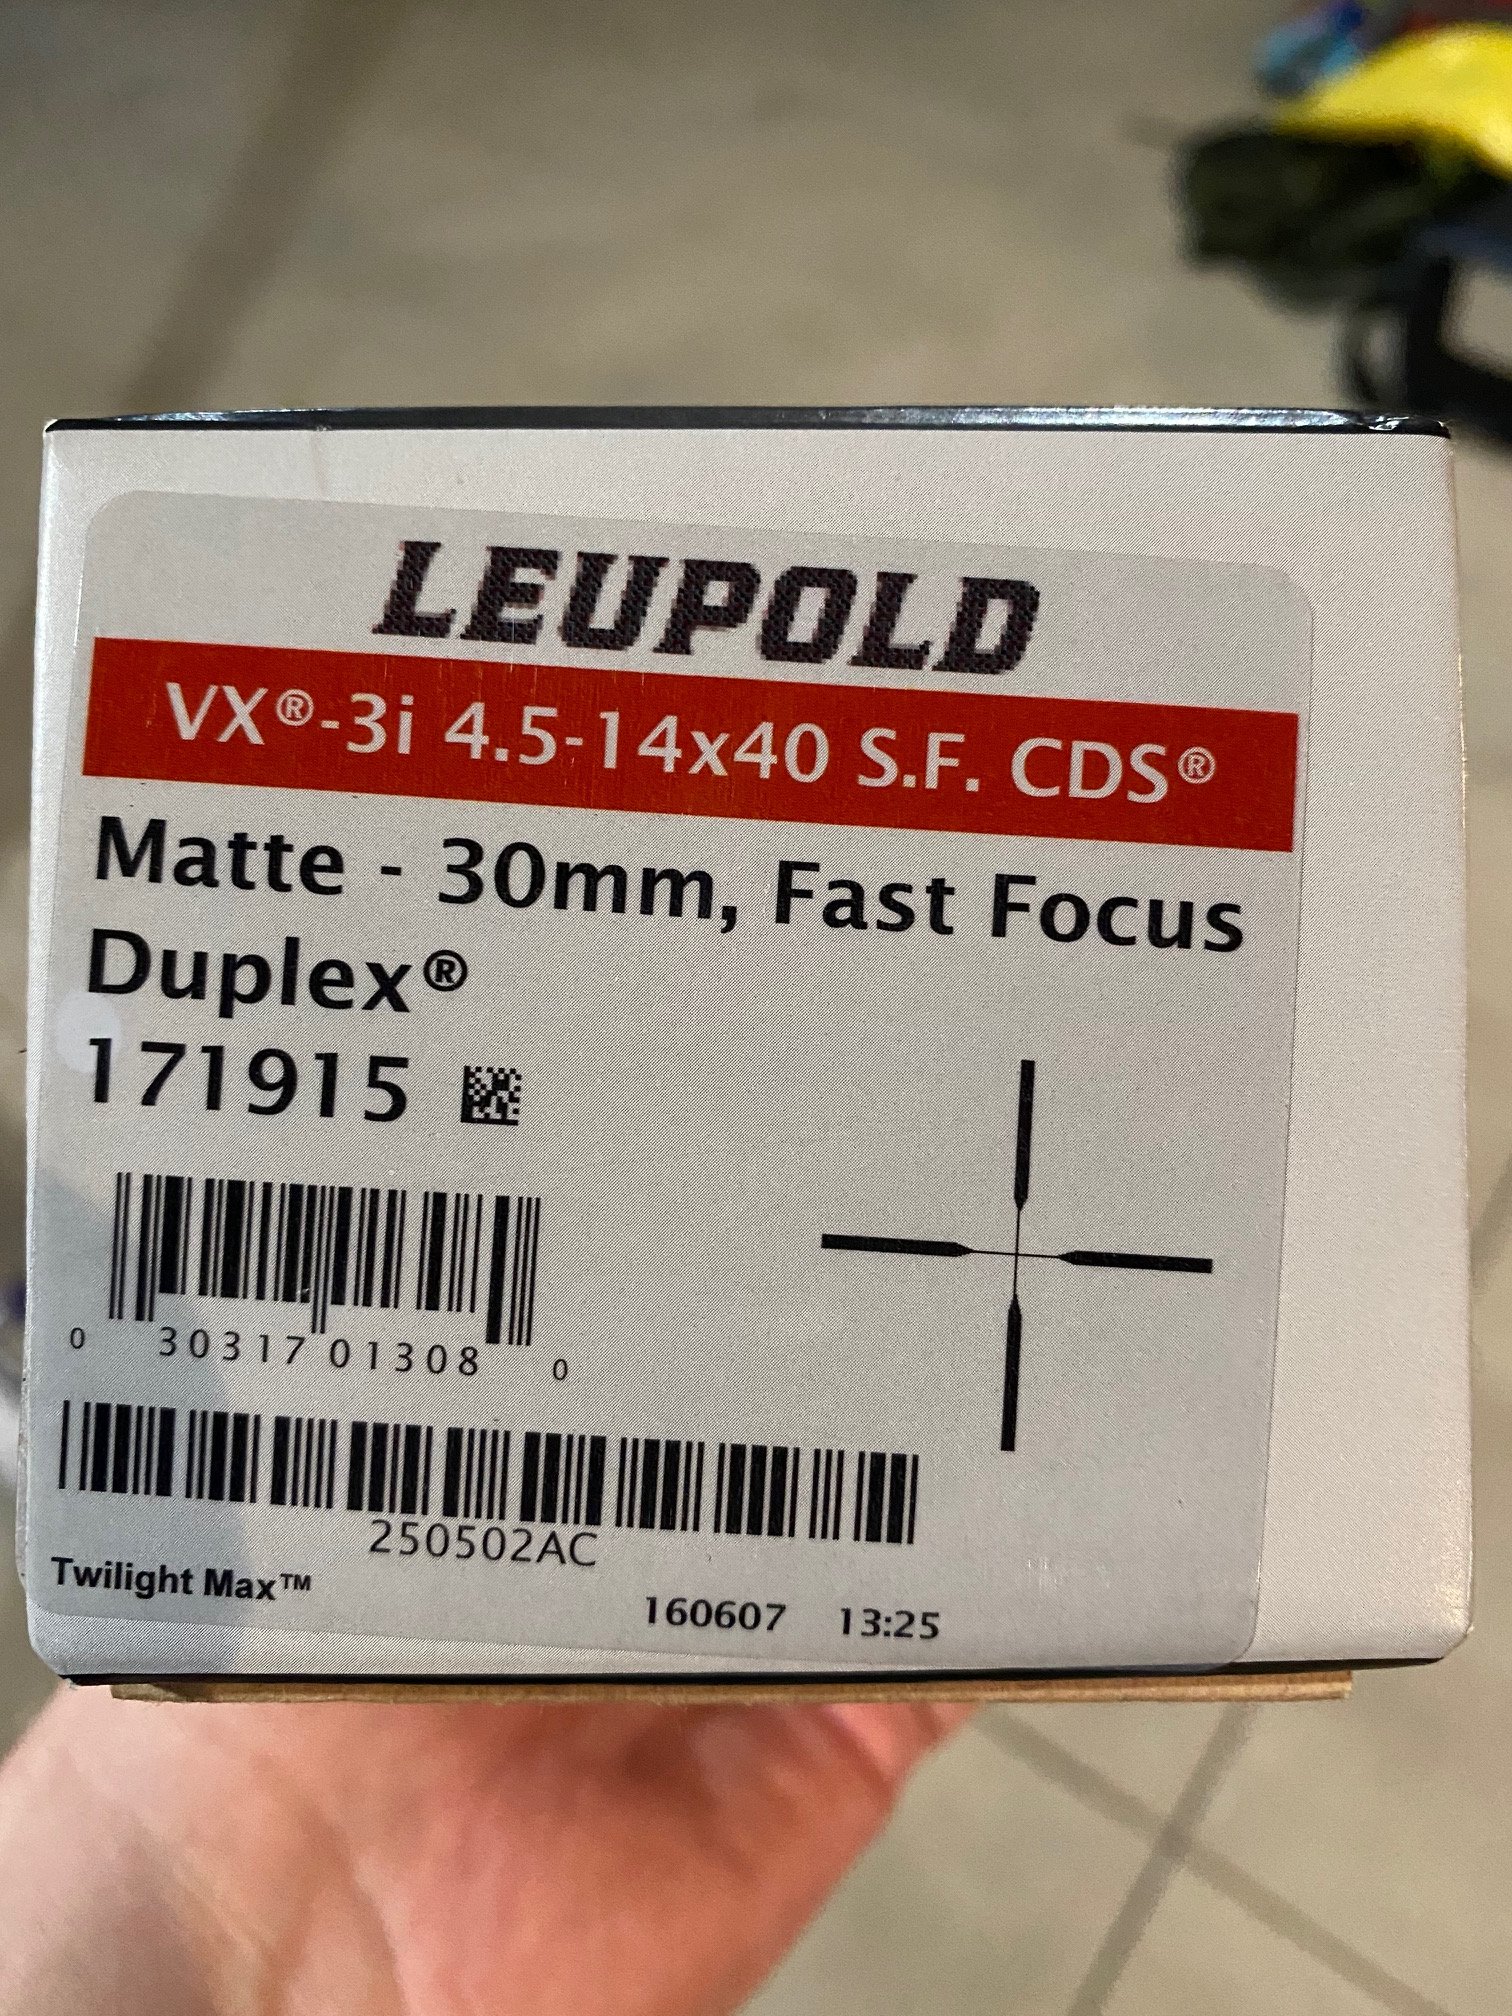 LEUPOLD
VX®-3i 4.5-14x40 S.F. CDS®
Matte - 30mm, Fast Focus
Duplex®
171915
0 30317 01308 0
250502AC
Twilight Max™
160607 13:25